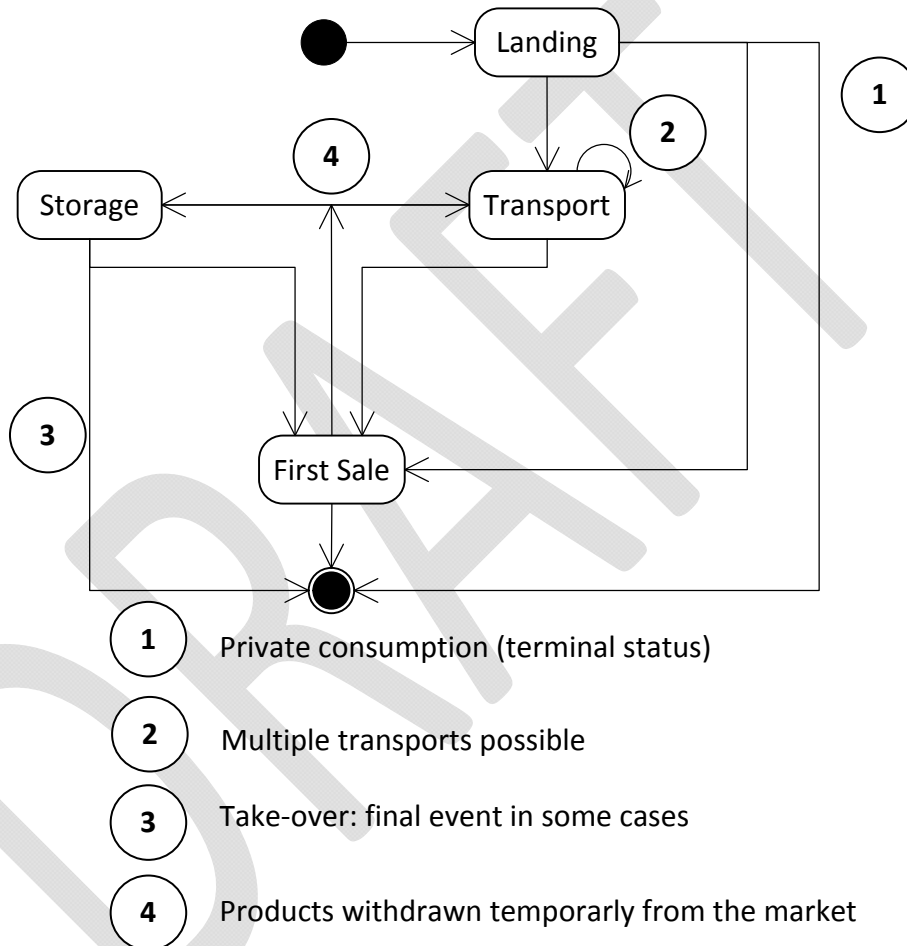 Landing
1
2
4
Storage
Transport
3
First Sale
1 Private consumption (terminal status)
2 Multiple transports possible
3 Take-over: final event in some cases
4 Products withdrawn temporarly from the market
DRAFT